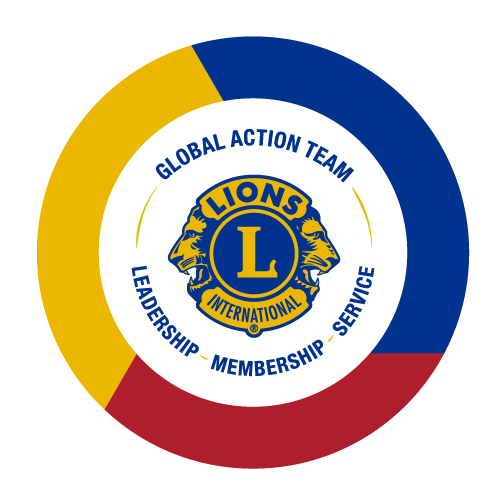 GLOBAL ACTION TEAM
LIONS
L
INTERNATIONAL
®
LEADERSHIP - MEMBERSHIP - SERVICE